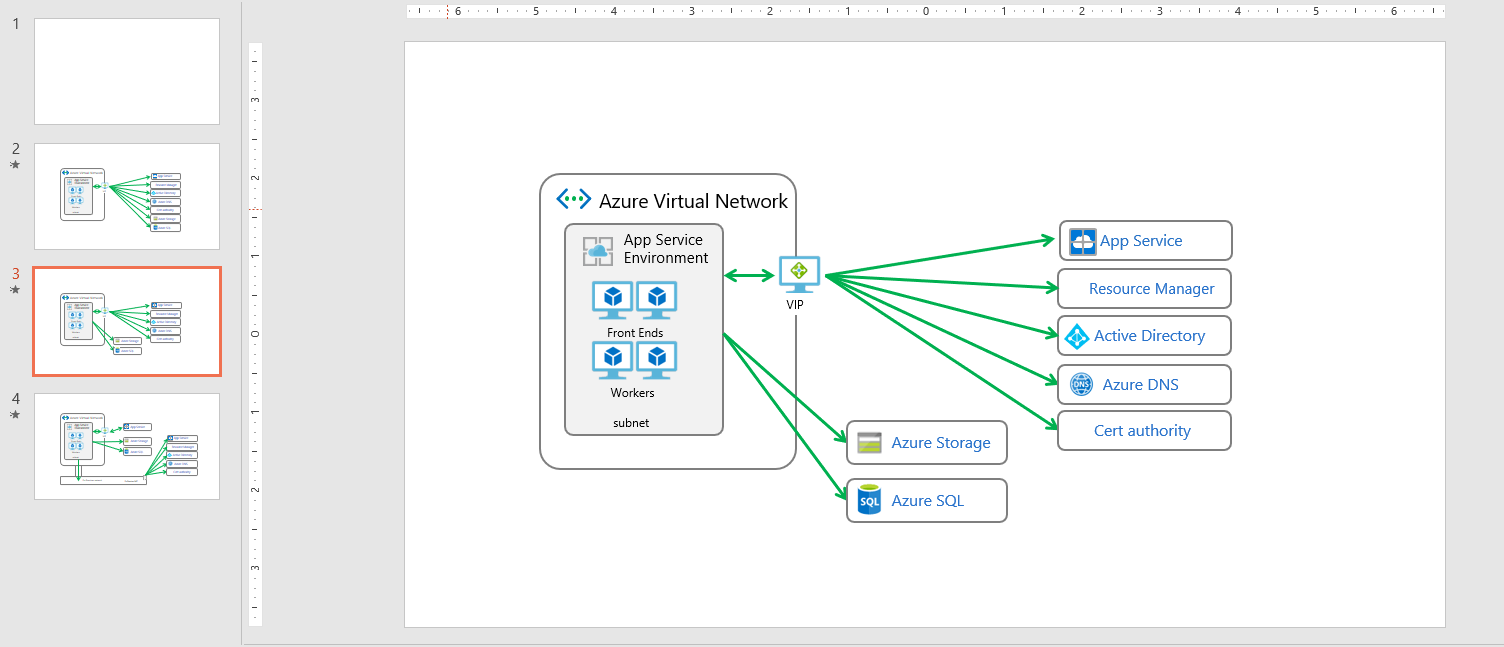 1
2
3
4
6 5 4 3 2 1 0 1 2 3 4 5 6
3
2
1
0
1
2
3
Azure Virtual Network
App Service
Environment
Front Ends
Workers
subnet
VIP
App Service
Resource Manager
Active Directory
DNS
Azure DNS
Cert authority
Azure Storage
SQL
Azure SQL